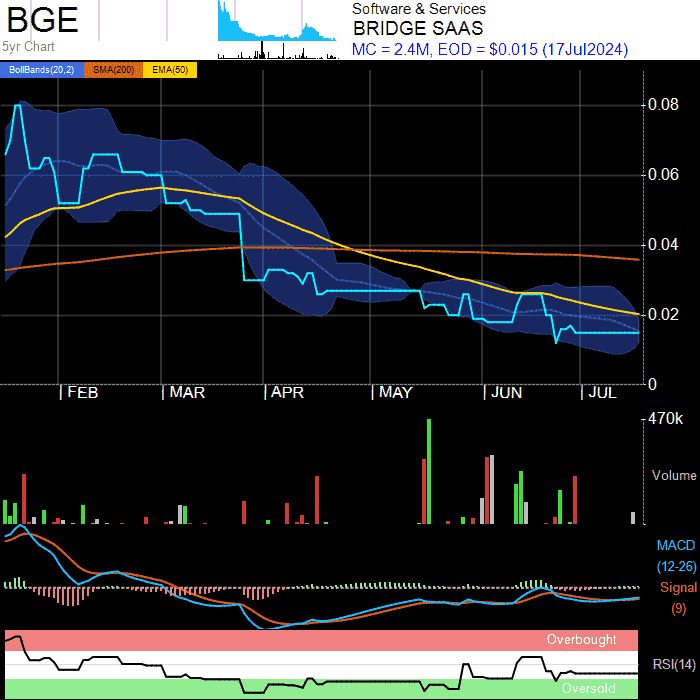 BGE
5yr Chart
Software & Services
BRIDGE SAAS
MC = 2.4M, EOD = $0.015 (17Jul2024)
BollBands(20,2) SMA(200) EMA(50)
0.08
0.06
0.04
0.02
0
FEB MAR APR MAY JUN JUL
470k
Volume
MACD
(12-26)
Signal
(9)
Overbought
RSI(14)
Oversold